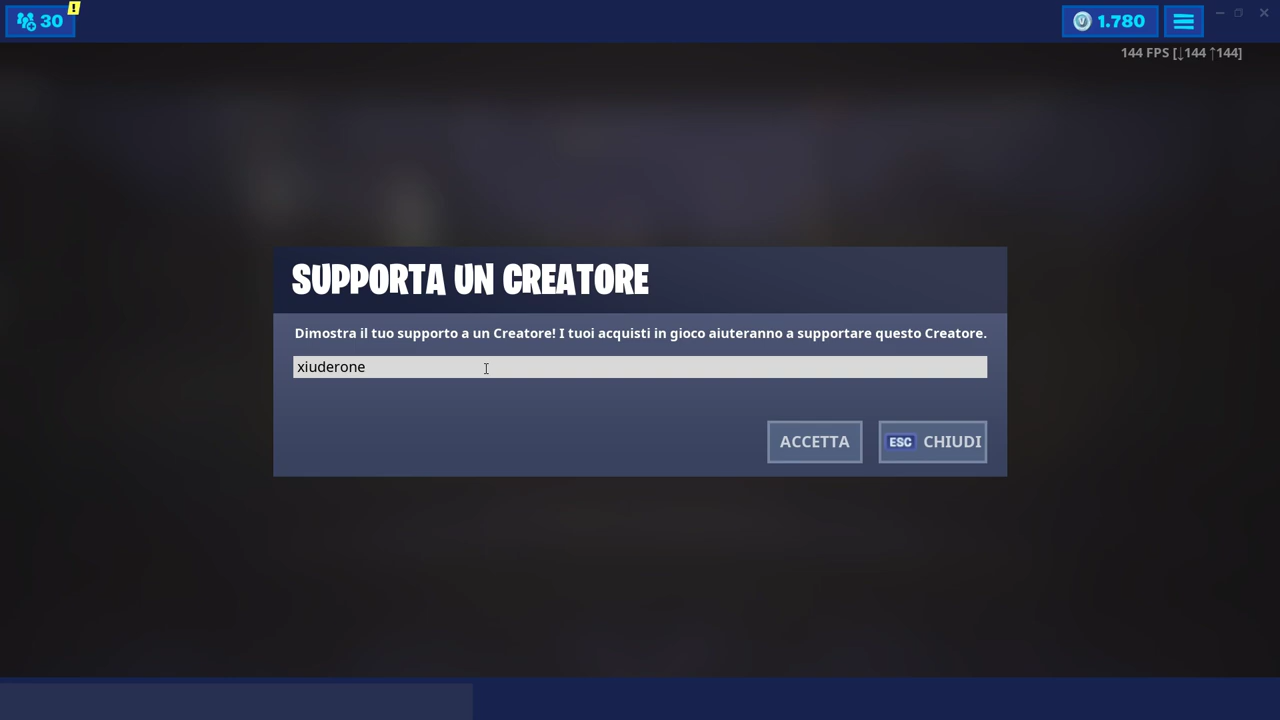 30
!
1.780
144 FPS [↓144 ↑144]
SUPPORTA UN CREATORE
Dimostra il tuo supporto a un Creatore! I tuoi acquisti in gioco aiuteranno a supportare questo Creatore.
xiuderone
ACCETTA
ESC CHIUDI